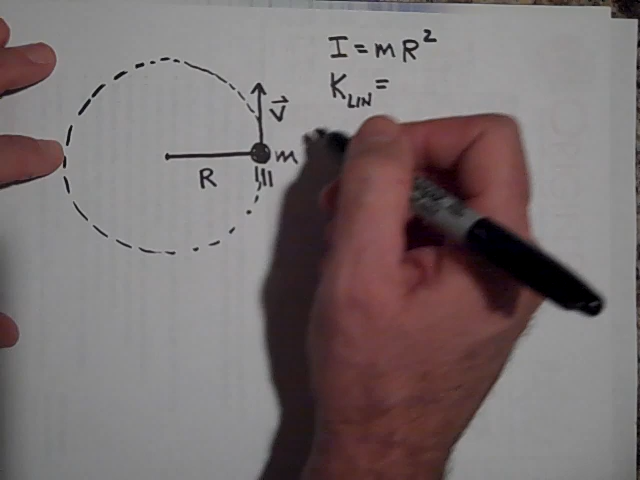 I = mR²
K_LIN =
V⃗
m
R